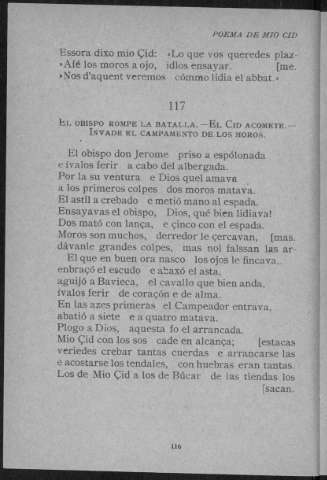 POEMA DE MIO CID
Essora dixo mio Çid: «Lo que vos queredes plaz-
»Afé los moros a ojo, idlos ensayar. [me.
»Nos d'aquent veremos cómmo lidia el abbat.»
117
EL OBISPO ROMPE LA BATALLA.—EL CID ACOMETE.—
INVADE EL CAMPAMENTO DE LOS MOROS.
El obispo don Jerome priso a espólonada
e ívalos ferir a cabo del albergada.
Por la su ventura e Dios quel amava
a los primeros colpes dos moros matava.
El astil a crebado e metió mano al espada.
Ensayavas el obispo, Dios, qué bien lidiava!
Dos mató con lança, e çinco con el espada.
Moros son muchos, derredor le çercavan, [mas.
dávanle grandes colpes, mas nol falssan las ar-
El que en buen ora nasco los ojos le fincava,
enbraçó el escudo e abaxó el asta,
aguijó a Bavieca, el cavallo que bien anda,
ívalos ferir de coraçón e de alma.
En las azes primeras el Campeador entrava,
abatió a siete e a quatro matava.
Plogo a Dios, aquesta fo el arrancada.
Mio Çid con los sos cade en alcança; [estacas
veriedes crebar tantas cuerdas e arrancarse las
e acostarse los tendales, con huebras eran tantas.
Los de Mio Çid a los de Búcar de las tiendas los
[sacan.
116